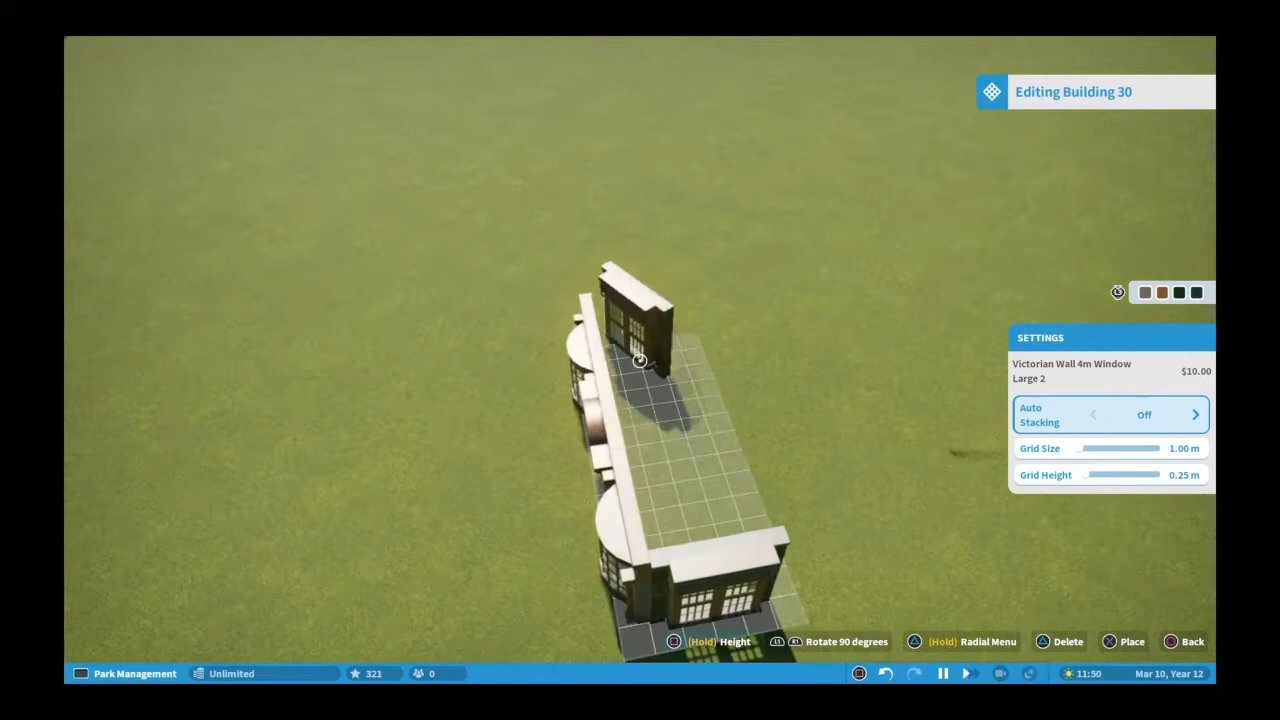 Editing Building 30
SETTINGS
Victorian Wall 4m Window
Large 2
$10.00
Auto
Stacking
Off
Grid Size
1.00 m
Grid Height
0.25 m
(Hold) Height
L1 R1 Rotate 90 degrees
(Hold) Radial Menu
Delete
Place
Back
Park Management
Unlimited
321
0
11:50
Mar 10, Year 12